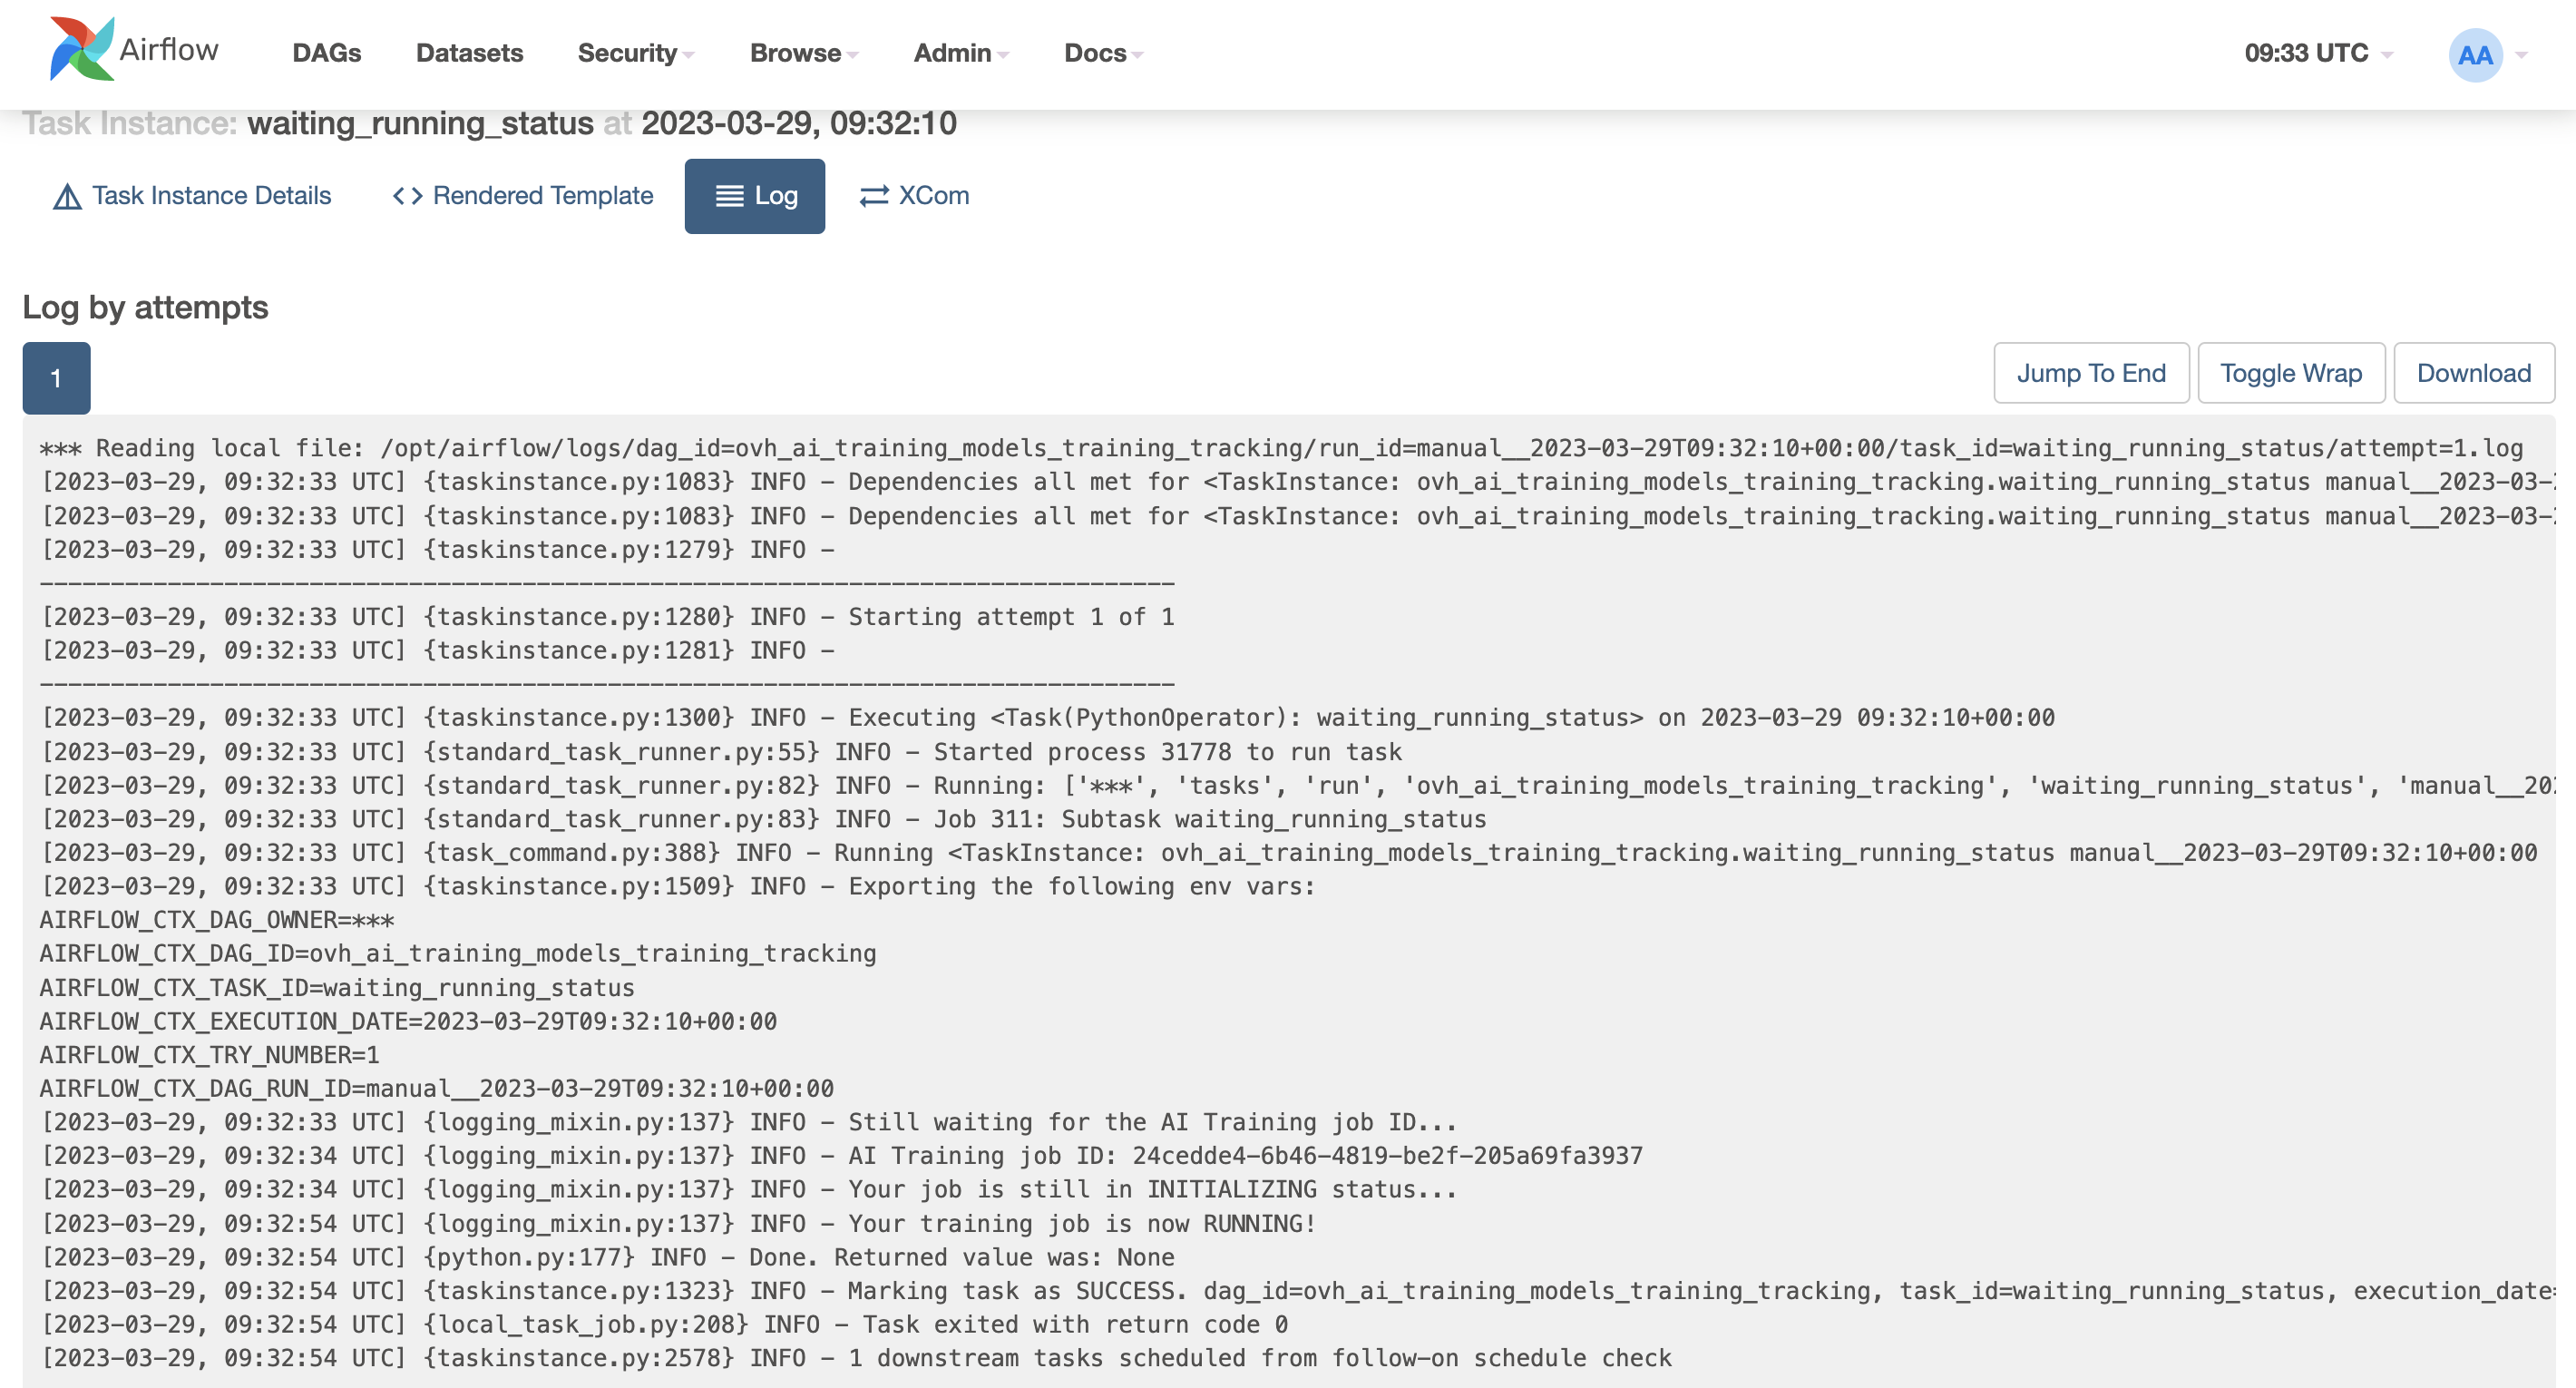 Airflow DAGs Datasets Security Browse Admin Docs 09:33 UTC AA
Task Instance: waiting_running_status at 2023-03-29, 09:32:10
Task Instance Details Rendered Template Log XCom
Log by attempts
1 Jump To End Toggle Wrap Download
*** Reading local file: /opt/airflow/logs/dag_id=ovh_ai_training_models_training_tracking/run_id=manual__2023-03-29T09:32:10+00:00/task_id=waiting_running_status/attempt=1.log
[2023-03-29, 09:32:33 UTC] {taskinstance.py:1083} INFO - Dependencies all met for <TaskInstance: ovh_ai_training_models_training_tracking.waiting_running_status manual__2023-03-
[2023-03-29, 09:32:33 UTC] {taskinstance.py:1083} INFO - Dependencies all met for <TaskInstance: ovh_ai_training_models_training_tracking.waiting_running_status manual__2023-03-
[2023-03-29, 09:32:33 UTC] {taskinstance.py:1279} INFO -
--------------------------------------------------------------------------------
[2023-03-29, 09:32:33 UTC] {taskinstance.py:1280} INFO - Starting attempt 1 of 1
[2023-03-29, 09:32:33 UTC] {taskinstance.py:1281} INFO -
--------------------------------------------------------------------------------
[2023-03-29, 09:32:33 UTC] {taskinstance.py:1300} INFO - Executing <Task(PythonOperator): waiting_running_status> on 2023-03-29 09:32:10+00:00
[2023-03-29, 09:32:33 UTC] {standard_task_runner.py:55} INFO - Started process 31778 to run task
[2023-03-29, 09:32:33 UTC] {standard_task_runner.py:82} INFO - Running: ['***', 'tasks', 'run', 'ovh_ai_training_models_training_tracking', 'waiting_running_status', 'manual__202
[2023-03-29, 09:32:33 UTC] {standard_task_runner.py:83} INFO - Job 311: Subtask waiting_running_status
[2023-03-29, 09:32:33 UTC] {task_command.py:388} INFO - Running <TaskInstance: ovh_ai_training_models_training_tracking.waiting_running_status manual__2023-03-29T09:32:10+00:00
[2023-03-29, 09:32:33 UTC] {taskinstance.py:1509} INFO - Exporting the following env vars:
AIRFLOW_CTX_DAG_OWNER=***
AIRFLOW_CTX_DAG_ID=ovh_ai_training_models_training_tracking
AIRFLOW_CTX_TASK_ID=waiting_running_status
AIRFLOW_CTX_EXECUTION_DATE=2023-03-29T09:32:10+00:00
AIRFLOW_CTX_TRY_NUMBER=1
AIRFLOW_CTX_DAG_RUN_ID=manual__2023-03-29T09:32:10+00:00
[2023-03-29, 09:32:33 UTC] {logging_mixin.py:137} INFO - Still waiting for the AI Training job ID...
[2023-03-29, 09:32:34 UTC] {logging_mixin.py:137} INFO - AI Training job ID: 24cedde4-6b46-4819-be2f-205a69fa3937
[2023-03-29, 09:32:34 UTC] {logging_mixin.py:137} INFO - Your job is still in INITIALIZING status...
[2023-03-29, 09:32:54 UTC] {logging_mixin.py:137} INFO - Your training job is now RUNNING!
[2023-03-29, 09:32:54 UTC] {python.py:177} INFO - Done. Returned value was: None
[2023-03-29, 09:32:54 UTC] {taskinstance.py:1323} INFO - Marking task as SUCCESS. dag_id=ovh_ai_training_models_training_tracking, task_id=waiting_running_status, execution_date=
[2023-03-29, 09:32:54 UTC] {local_task_job.py:208} INFO - Task exited with return code 0
[2023-03-29, 09:32:54 UTC] {taskinstance.py:2578} INFO - 1 downstream tasks scheduled from follow-on schedule check